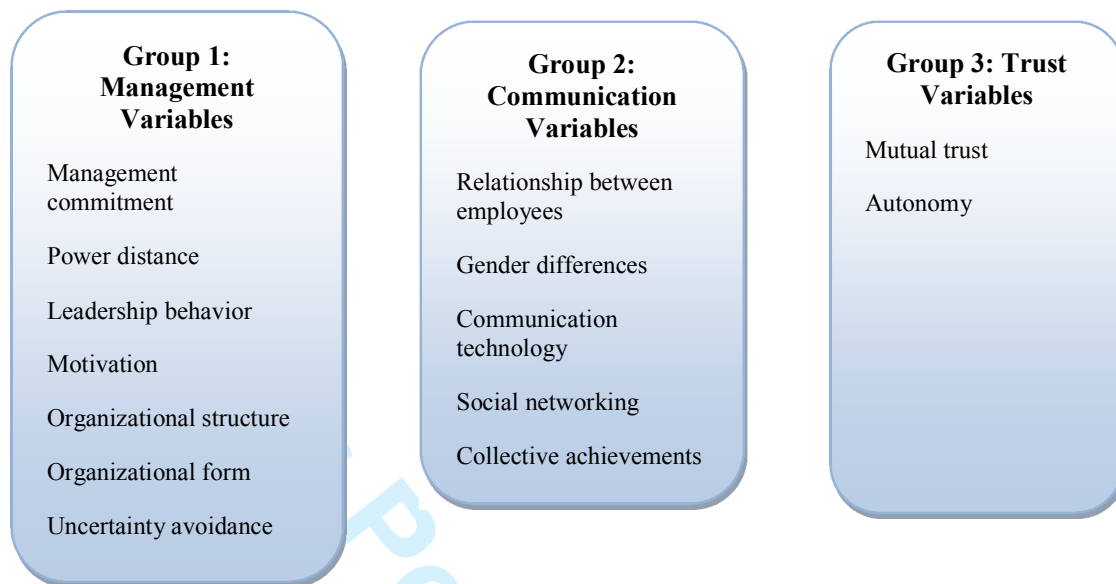 Group 1:
Management
Variables
Management
commitment
Power distance
Leadership behavior
Motivation
Organizational structure
Organizational form
Uncertainty avoidance
Group 2:
Communication
Variables
Relationship between
employees
Gender differences
Communication
technology
Social networking
Collective achievements
Group 3: Trust
Variables
Mutual trust
Autonomy